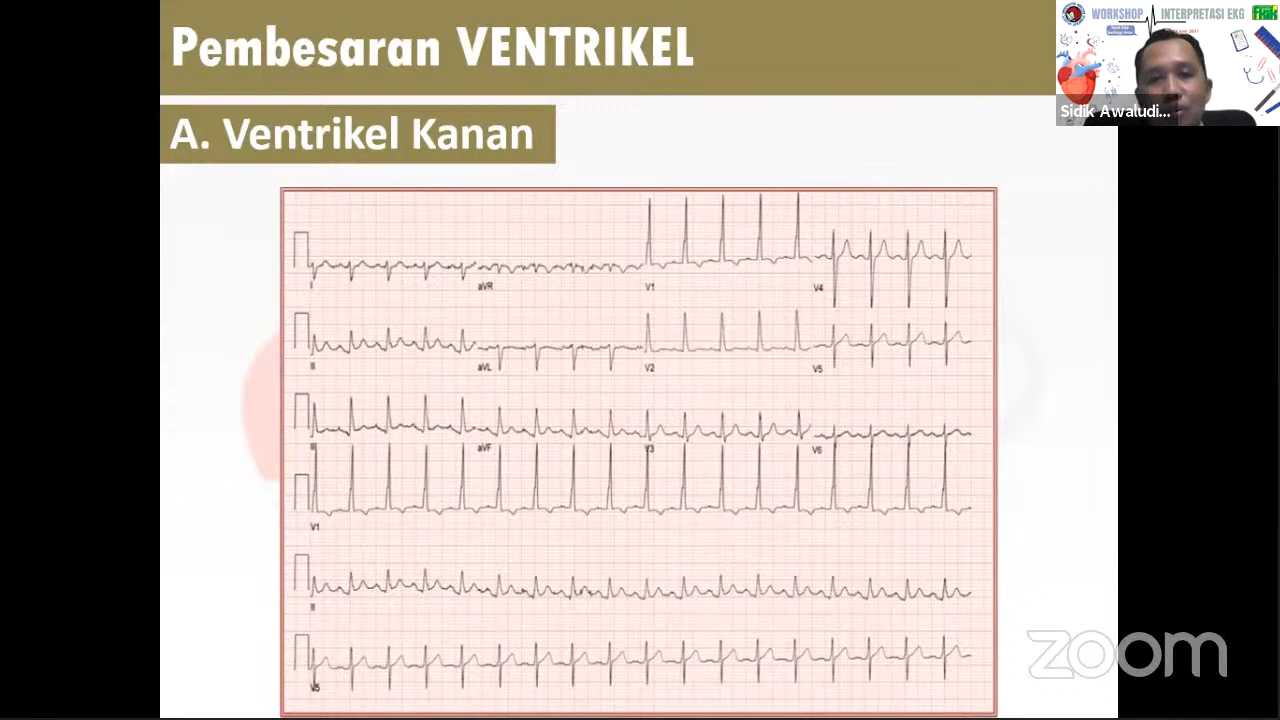 Pembesaran VENTRIKEL
WORKSHOP INTERPRETASI EKG
Sidik Awaludi...
A. Ventrikel Kanan
I aVR V1 V4
II aVL V2 V5
III aVF V3 V6
V1
II
V5
zoom